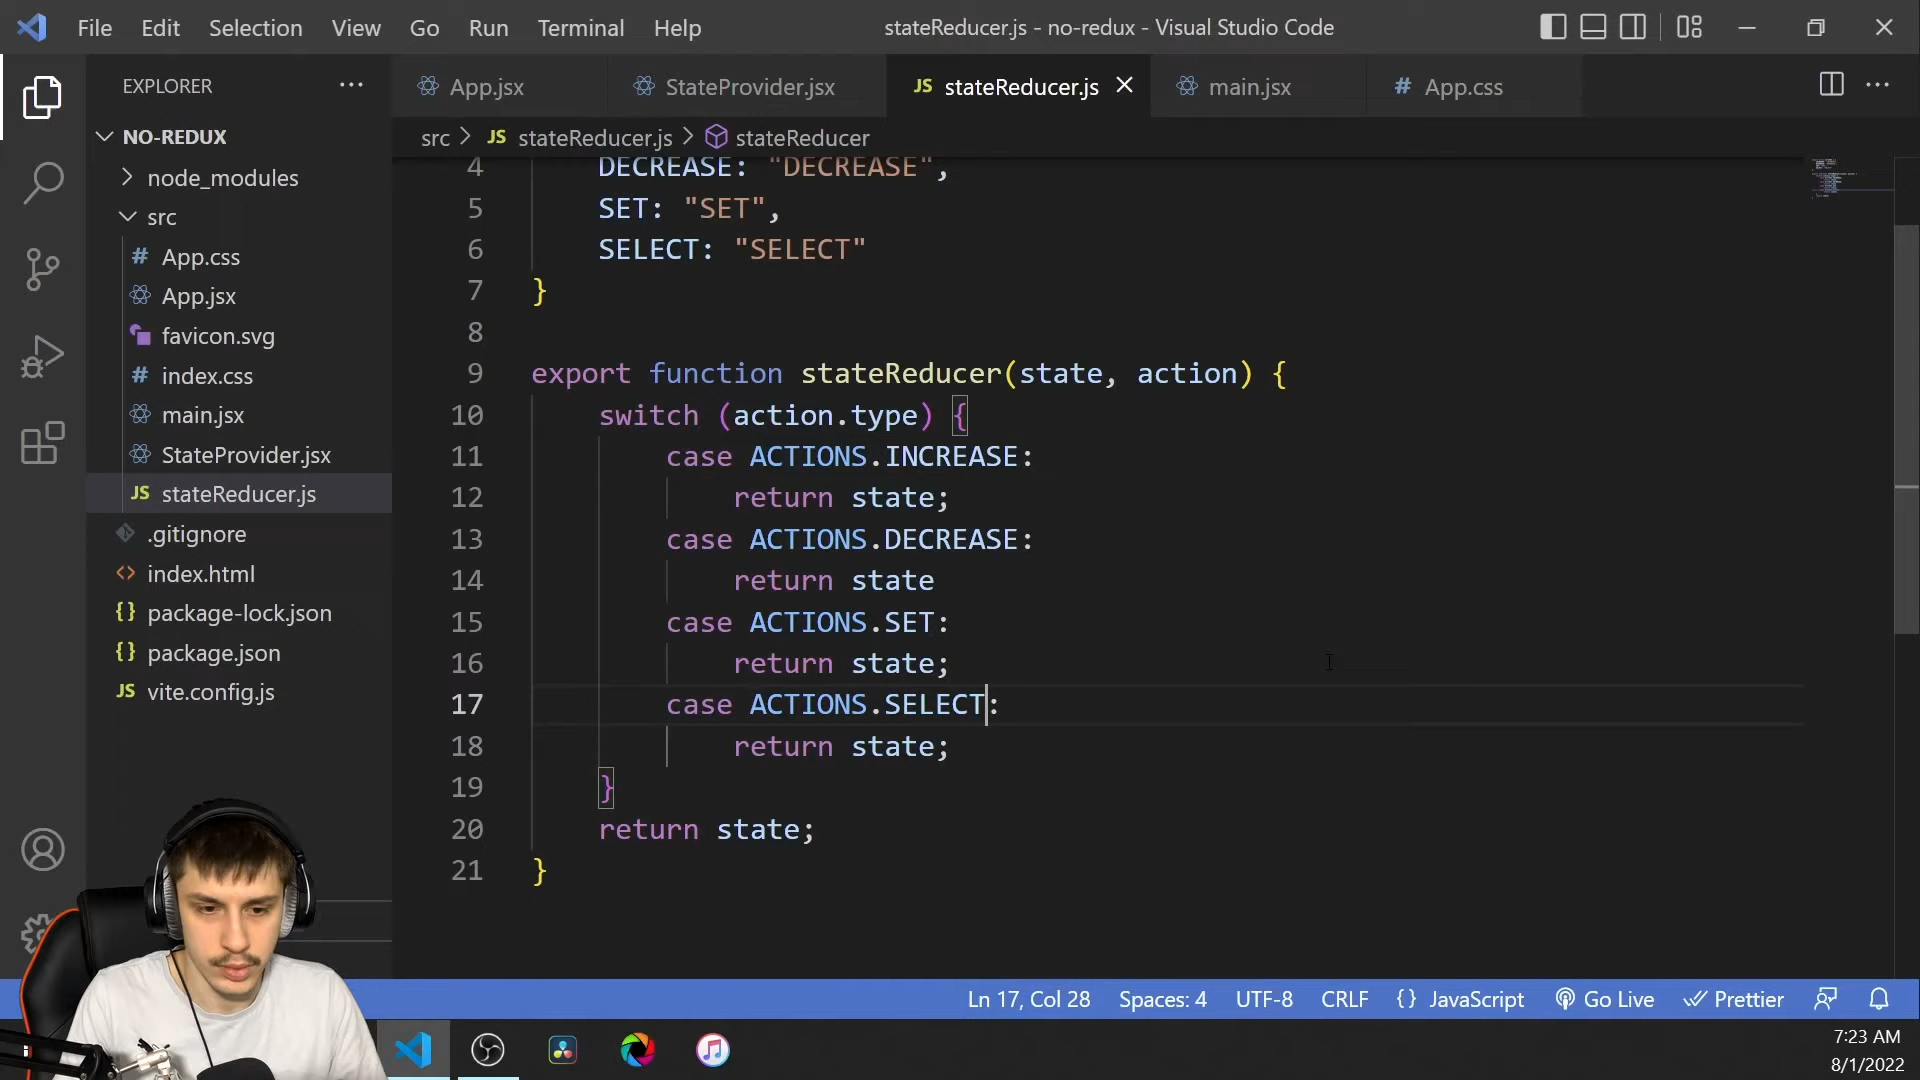 File Edit Selection View Go Run Terminal Help stateReducer.js - no-redux - Visual Studio Code
EXPLORER ···
App.jsx StateProvider.jsx JS stateReducer.js # App.css main.jsx
src > JS stateReducer.js > stateReducer
NO-REDUX
node_modules
src
# App.css
App.jsx
favicon.svg
# index.css
main.jsx
StateProvider.jsx
JS stateReducer.js
.gitignore
<> index.html
{} package-lock.json
{} package.json
JS vite.config.js
4 DECREASE: "DECREASE",
5 SET: "SET",
6 SELECT: "SELECT"
7 }
8
9 export function stateReducer(state, action) {
10 switch (action.type) {
11 case ACTIONS.INCREASE:
12 return state;
13 case ACTIONS.DECREASE:
14 return state
15 case ACTIONS.SET:
16 return state;
17 case ACTIONS.SELECT:
18 return state;
19 }
20 return state;
21 }
Ln 17, Col 28 Spaces: 4 UTF-8 CRLF {} JavaScript Go Live Prettier
7:23 AM
8/1/2022